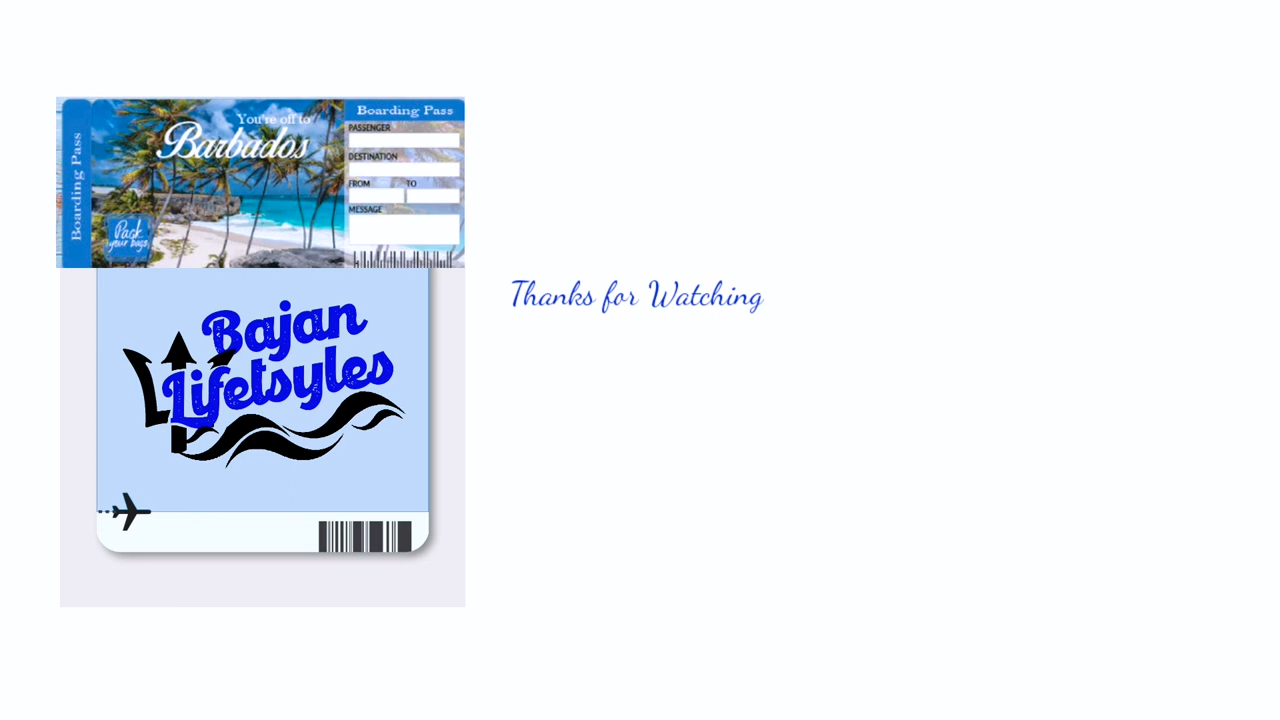 Boarding Pass
You're off to
Barbados
Pack
your bags
Boarding Pass
PASSENGER
DESTINATION
FROM TO
MESSAGE
Bajan
Lifetsyles
Thanks for Watching